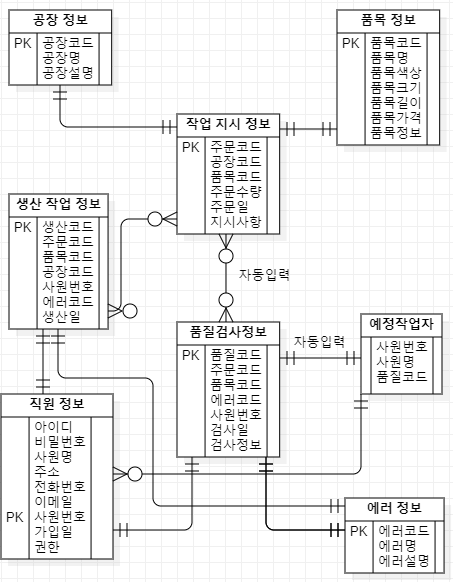 공장 정보
PK
공장코드
공장명
공장설명
품목 정보
PK
품목코드
품목명
품목색상
품목크기
품목길이
품목가격
품목정보
작업 지시 정보
PK
주문코드
공장코드
품목코드
주문수량
주문일
지시사항
생산 작업 정보
PK
생산코드
주문코드
품목코드
공장코드
사원번호
에러코드
생산일
자동입력
품질검사정보
PK
품질코드
주문코드
품목코드
에러코드
사원번호
검사일
검사정보
자동입력
예정작업자
사원번호
사원명
품질코드
직원 정보
아이디
비밀번호
사원명
주소
전화번호
이메일
PK
사원번호
가입일
권한
에러 정보
PK
에러코드
에러명
에러설명